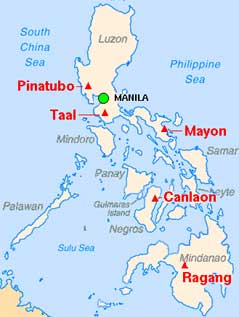 South
China
Sea
Luzon
Philippine
Sea
Pinatubo
MANILA
Taal
Mayon
Mindoro
Samar
Panay
Canlaon
Leyte
Guimaras
Island
Palawan
Negros
Sulu Sea
Mindanao
Ragang